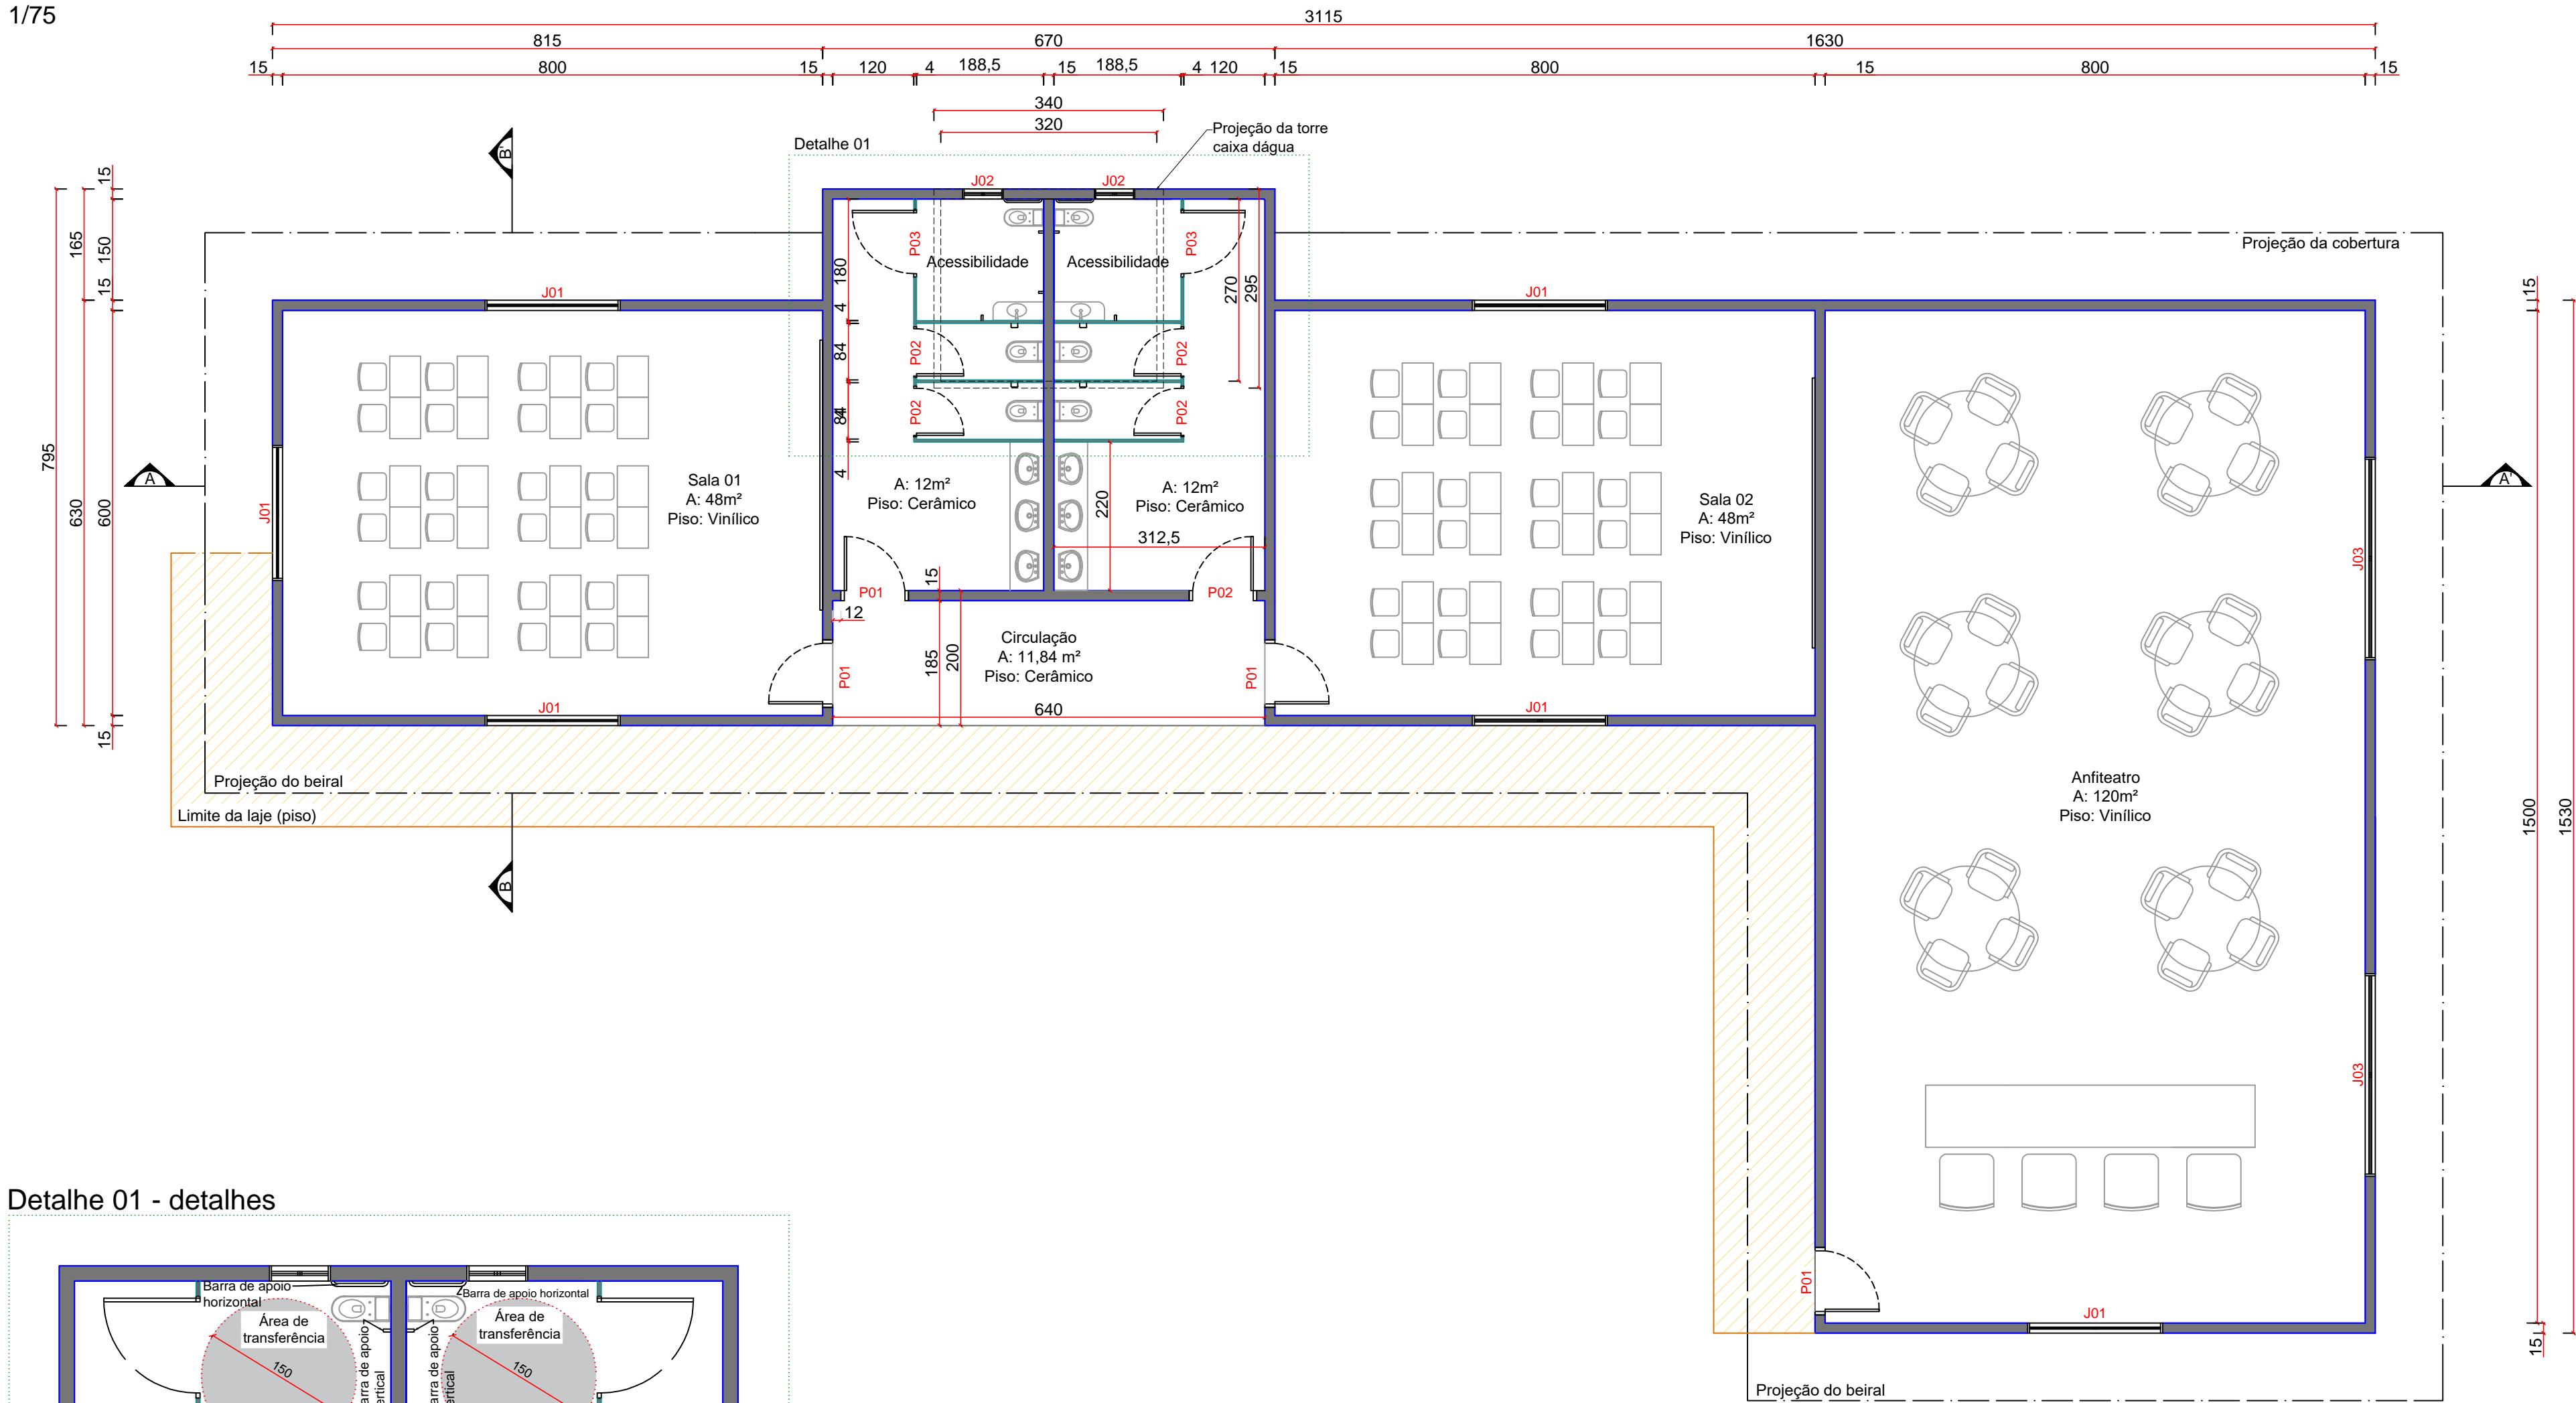 1/75
3115
815
670
1630
15
800
15
120
4
188,5
15
188,5
4
120
15
800
15
800
15
340
320
Projeção da torre
caixa dágua
Detalhe 01
B'
J02
J02
15
165
150
15
795
630
600
15
P03
P03
Acessibilidade
Acessibilidade
180
4
84
84
4
4
270
295
P02
P02
P02
P02
Projeção da cobertura
J01
J01
15
A
A'
J01
Sala 01
A: 48m²
Piso: Vinílico
A: 12m²
Piso: Cerâmico
A: 12m²
Piso: Cerâmico
220
312,5
Sala 02
A: 48m²
Piso: Vinílico
J03
15
P01
P02
12
Circulação
A: 11,84 m²
Piso: Cerâmico
185
200
P01
P01
640
J01
J01
Projeção do beiral
Limite da laje (piso)
Anfiteatro
A: 120m²
Piso: Vinílico
1500
1530
B
J03
P01
J01
15
Projeção do beiral
Detalhe 01 - detalhes
Barra de apoio
horizontal
Barra de apoio horizontal
Área de
transferência
Área de
transferência
150
150